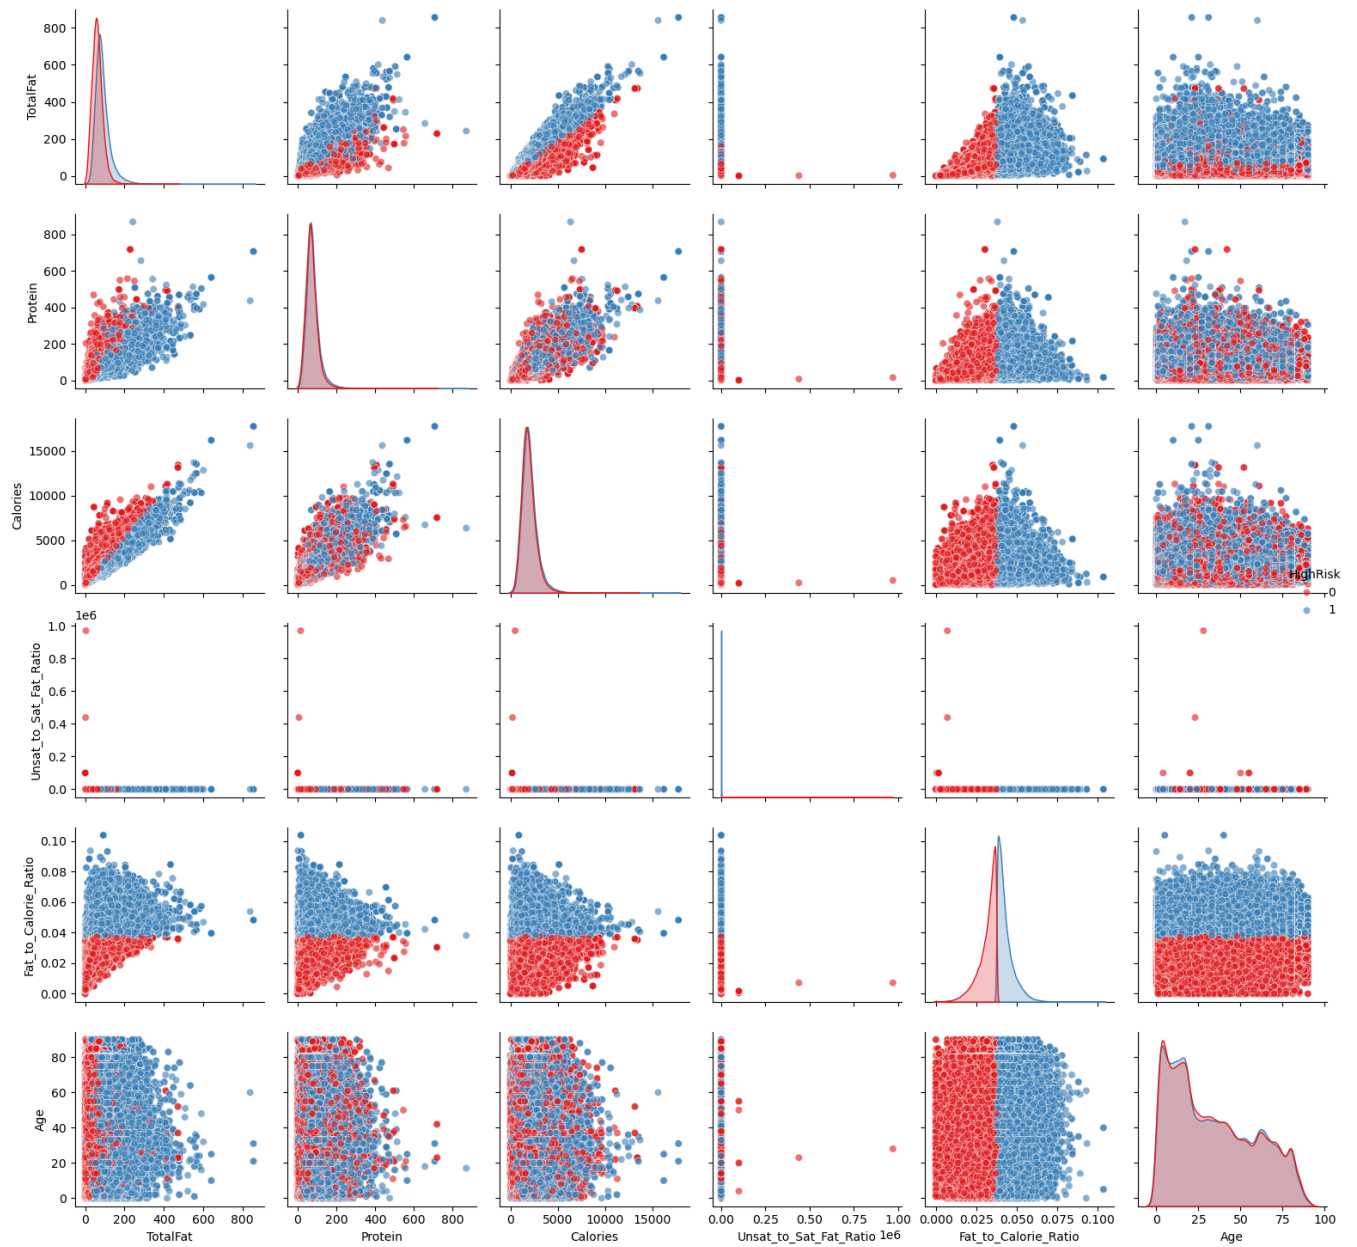 800
600
400
200
0
TotalFat
800
600
400
200
0
Protein
15000
10000
5000
0
Calories
HighRisk
0
1
1e6
1.0
0.8
0.6
0.4
0.2
0.0
Unsat_to_Sat_Fat_Ratio
0.10
0.08
0.06
0.04
0.02
0.00
Fat_to_Calorie_Ratio
80
60
40
20
0
Age
0 200 400 600 800
0 200 400 600 800
0 5000 10000 15000
0.00 0.25 0.50 0.75 1.00
0.000 0.025 0.050 0.075 0.100
0 25 50 75 100
TotalFat
Protein
Calories
Unsat_to_Sat_Fat_Ratio 1e6
Fat_to_Calorie_Ratio
Age